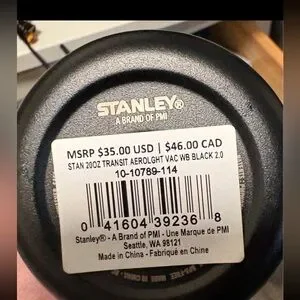 STANLEY®
A BRAND OF PMI
MSRP $35.00 USD | $46.00 CAD
STAN 20OZ TRANSIT AEROLGHT VAC WB BLACK 2.0
10-10789-114
0 41604 39236 8
Stanley® - A Brand of PMI - Une Marque de PMI
Seattle, WA 98121
Made in China - Fabriqué en Chine